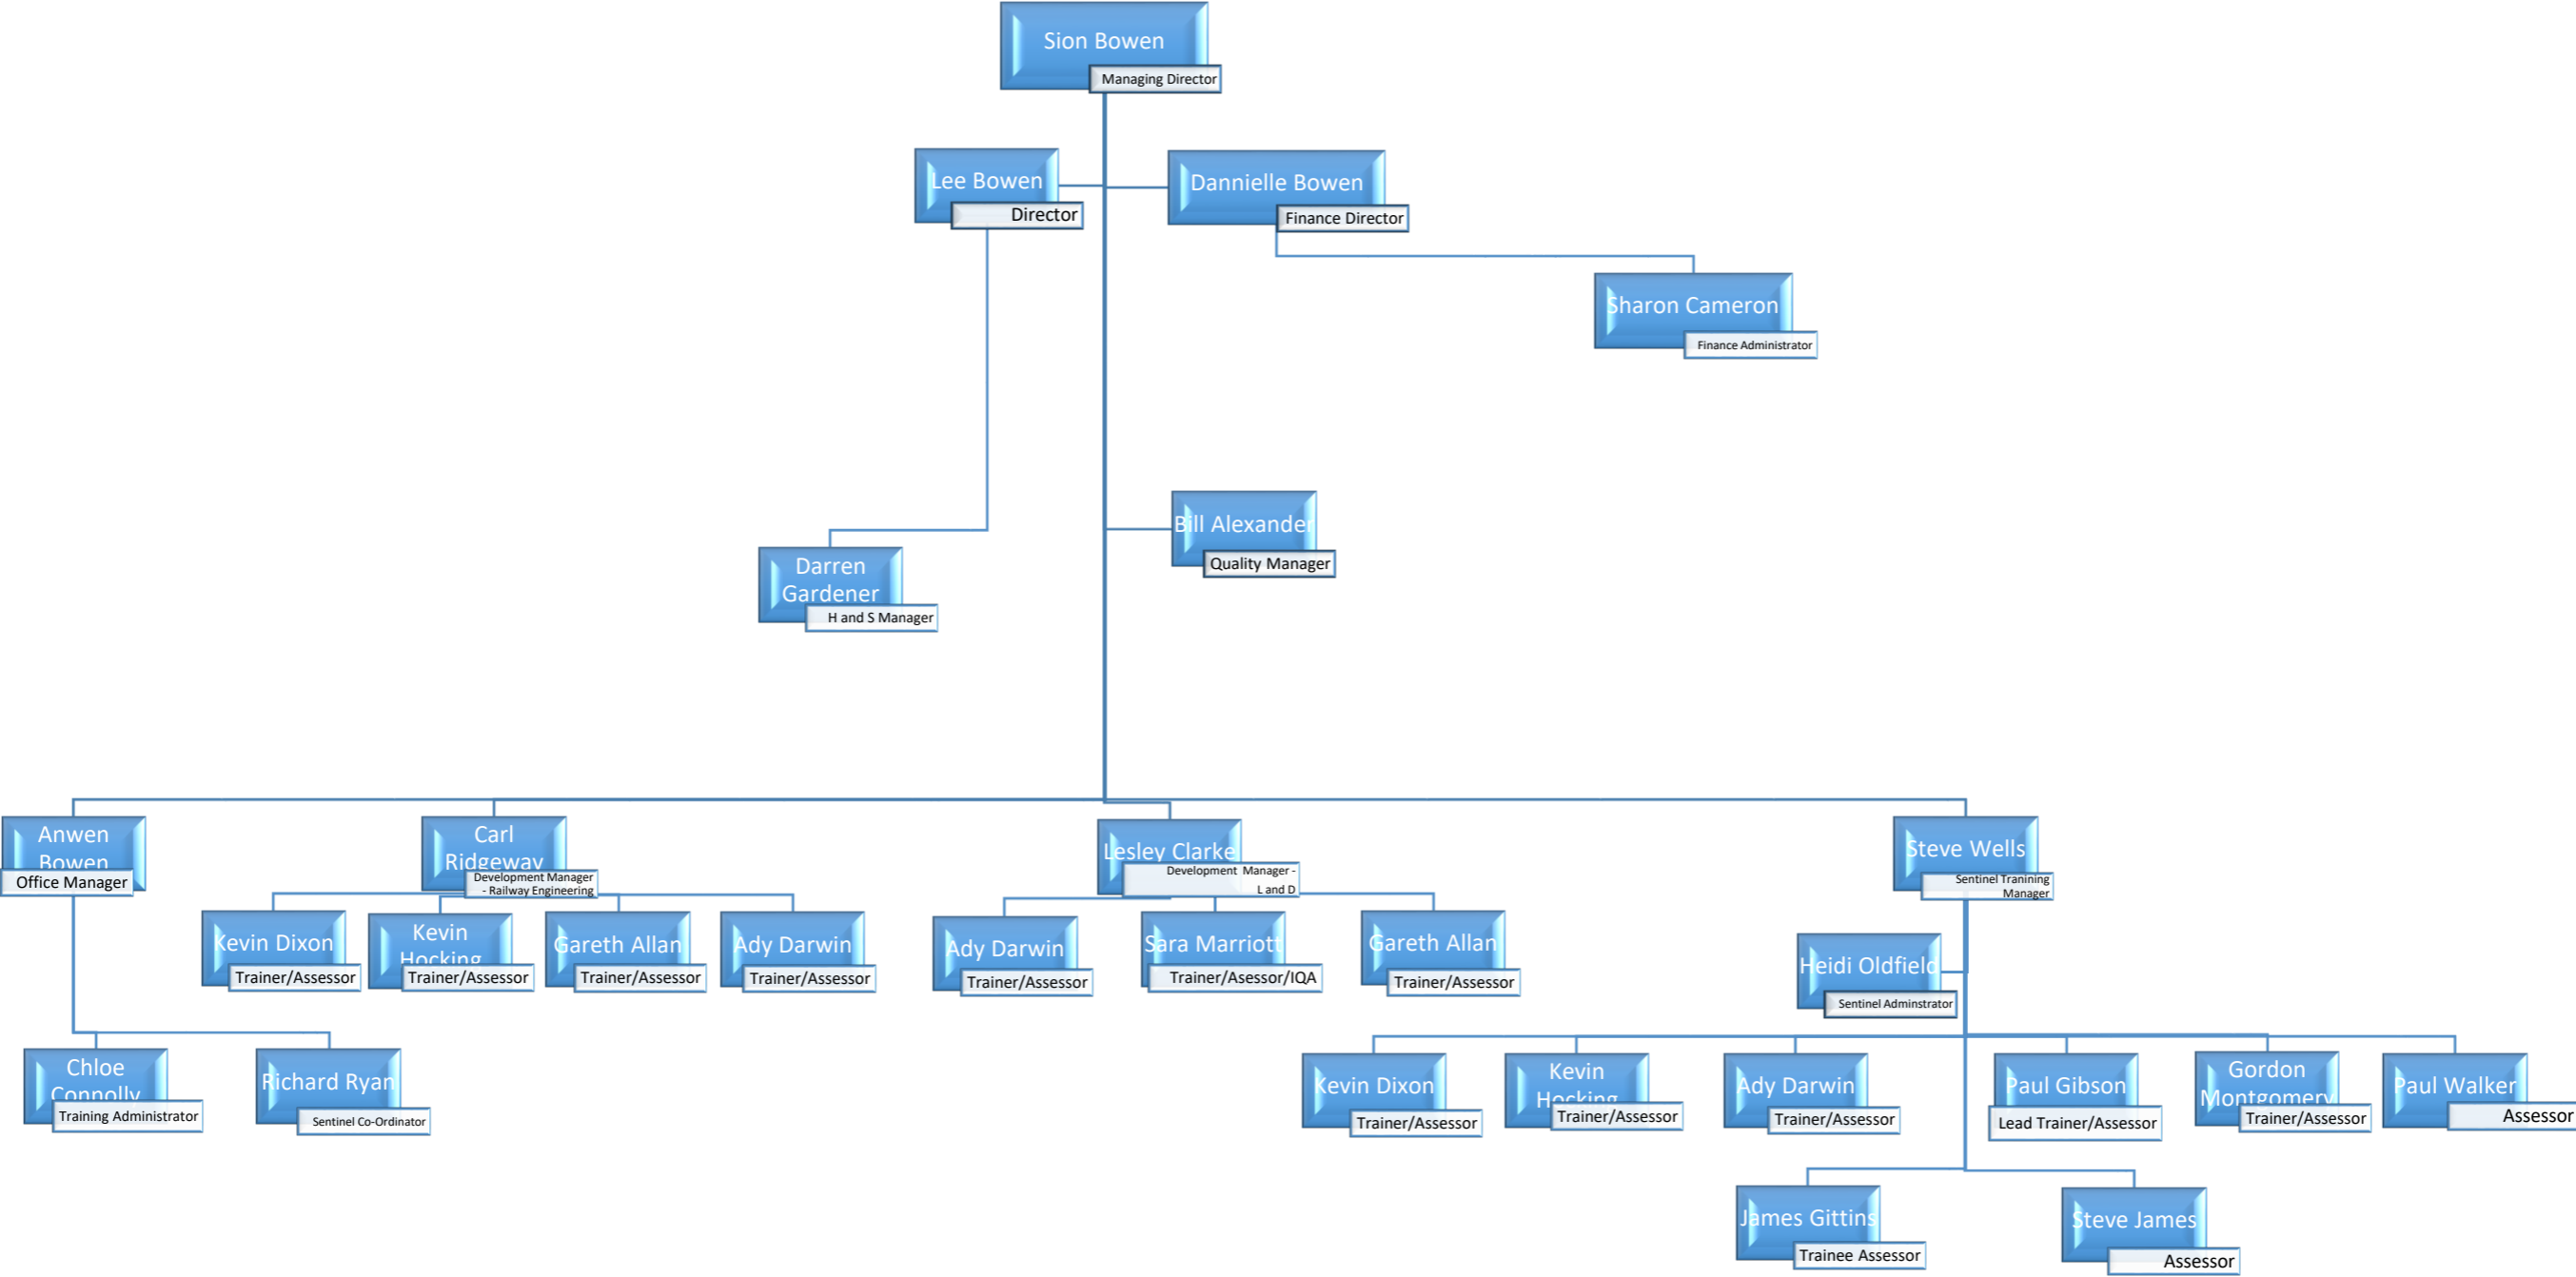 Sion Bowen
Managing Director
Lee Bowen
Director
Dannielle Bowen
Finance Director
Sharon Cameron
Finance Administrator
Bill Alexander
Quality Manager
Darren
Gardener
H and S Manager
Anwen
Bowen
Office Manager
Carl
Ridgeway
Development Manager
- Railway Engineering
Lesley Clarke
Development Manager -
L and D
Steve Wells
Sentinel Tranining
Manager
Kevin Dixon
Trainer/Assessor
Kevin
Hocking
Trainer/Assessor
Gareth Allan
Trainer/Assessor
Ady Darwin
Trainer/Assessor
Ady Darwin
Trainer/Assessor
Sara Marriott
Trainer/Asessor/IQA
Gareth Allan
Trainer/Assessor
Heidi Oldfield
Sentinel Adminstrator
Chloe
Connolly
Training Administrator
Richard Ryan
Sentinel Co-Ordinator
Kevin Dixon
Trainer/Assessor
Kevin
Hocking
Trainer/Assessor
Ady Darwin
Trainer/Assessor
Paul Gibson
Lead Trainer/Assessor
Gordon
Montgomery
Trainer/Assessor
Paul Walker
Assessor
James Gittins
Trainee Assessor
Steve James
Assessor